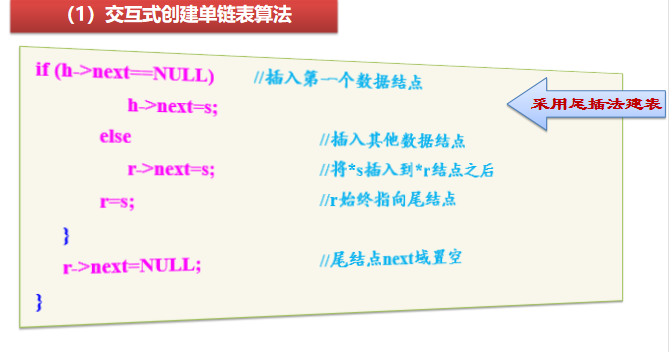 （1）交互式创建单链表算法
if (h->next==NULL) //插入第一个数据结点
h->next=s;
采用尾插法建表
else //插入其他数据结点
r->next=s; //将*s插入到*r结点之后
r=s; //r始终指向尾结点
}
r->next=NULL; //尾结点next域置空
}